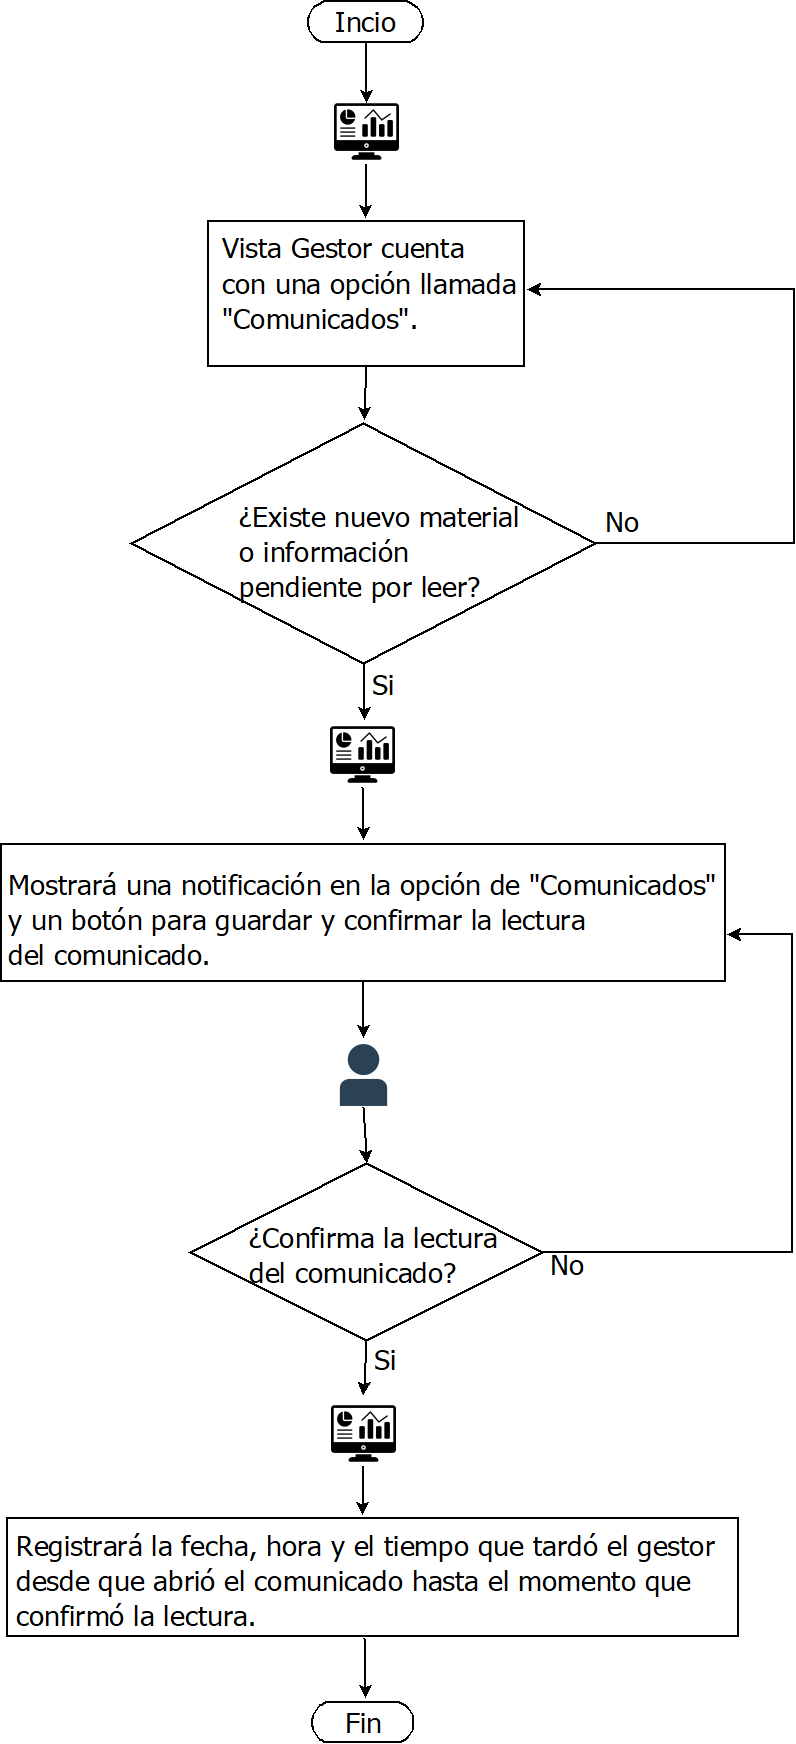 Incio
Vista Gestor cuenta
con una opción llamada
"Comunicados".
¿Existe nuevo material
o información
pendiente por leer?
No
Si
Mostrará una notificación en la opción de "Comunicados"
y un botón para guardar y confirmar la lectura
del comunicado.
¿Confirma la lectura
del comunicado?
No
Si
Registrará la fecha, hora y el tiempo que tardó el gestor
desde que abrió el comunicado hasta el momento que
confirmó la lectura.
Fin